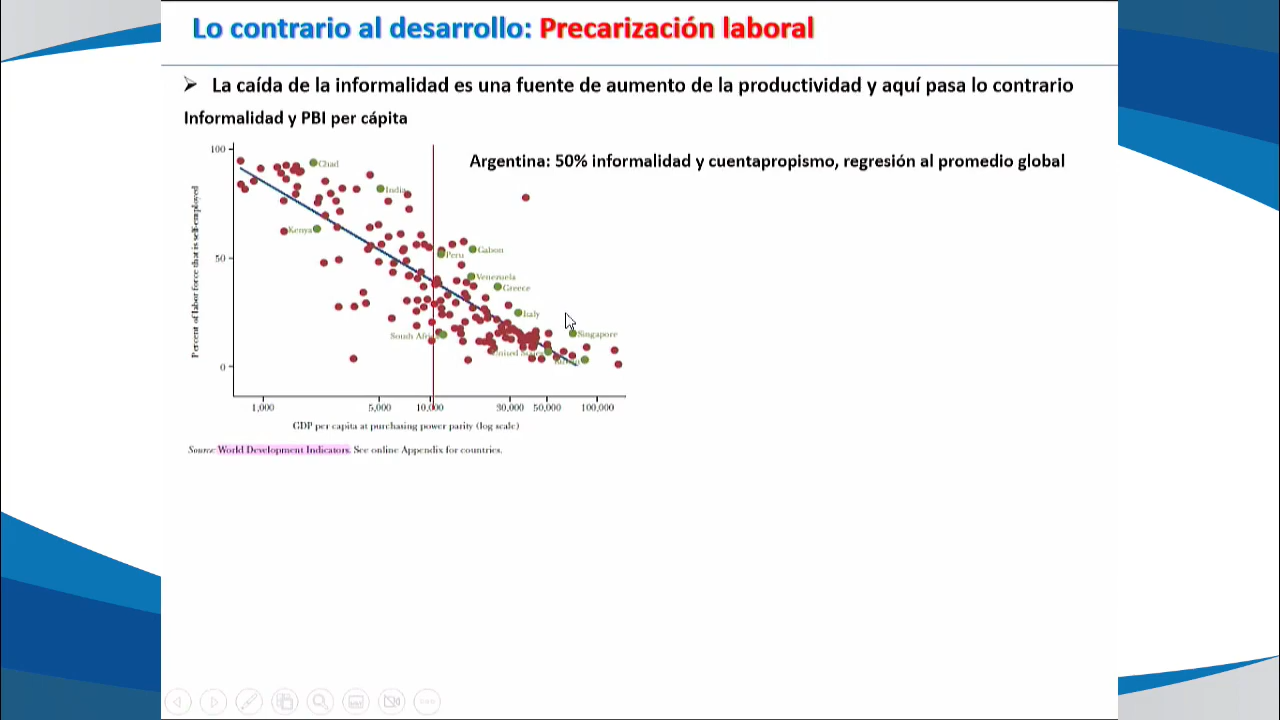 Lo contrario al desarrollo: Precarización laboral
La caída de la informalidad es una fuente de aumento de la productividad y aquí pasa lo contrario
Informalidad y PBI per cápita
Argentina: 50% informalidad y cuentapropismo, regresión al promedio global
Percent of labor force that is self-employed
100
50
0
Chad
India
Kenya
Peru
Gabon
Venezuela
Greece
Italy
South Afri
Singapore
United States
1,000
5,000
10,000
30,000
50,000
100,000
GDP per capita at purchasing power parity (log scale)
Source: World Development Indicators. See online Appendix for countries.